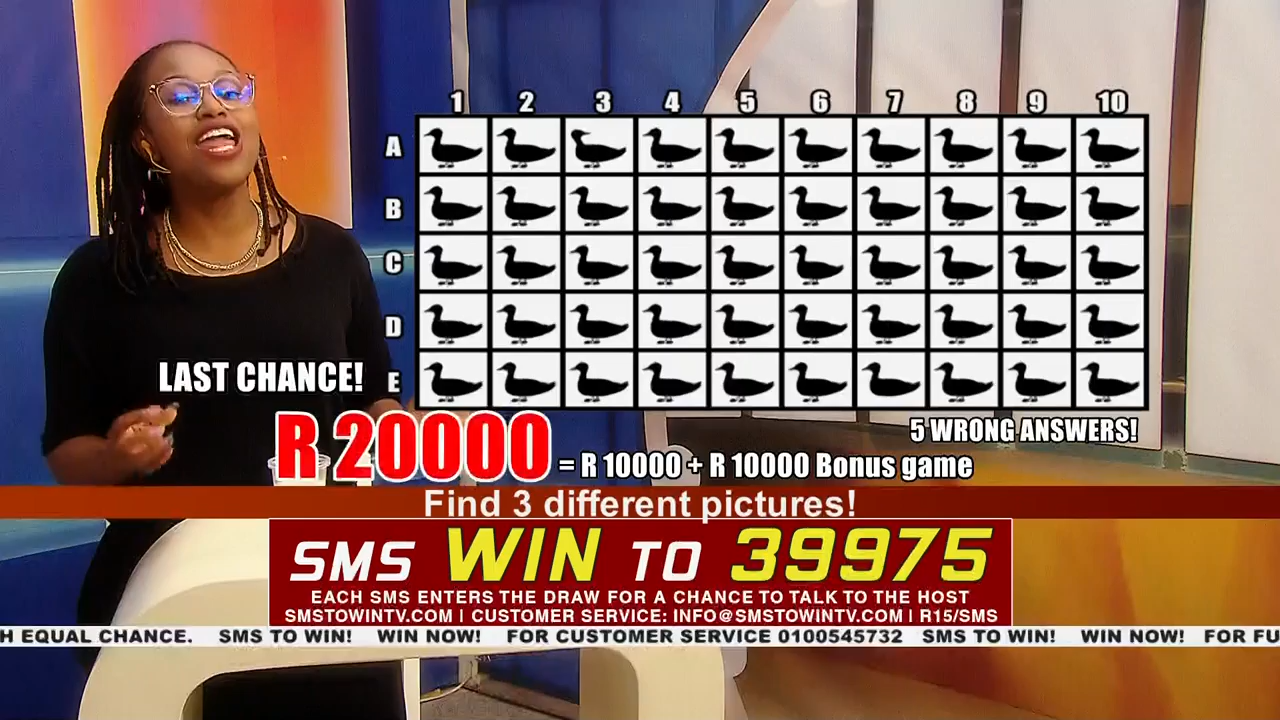 1 2 3 4 5 6 7 8 9 10
A
B
C
D
E
LAST CHANCE!
R 20000 = R 10000 + R 10000 Bonus game
5 WRONG ANSWERS!
Find 3 different pictures!
SMS WIN TO 39975
EACH SMS ENTERS THE DRAW FOR A CHANCE TO TALK TO THE HOST
SMSTOWINTV.COM | CUSTOMER SERVICE: INFO@SMSTOWINTV.COM | R15/SMS
H EQUAL CHANCE. SMS TO WIN! WIN NOW! FOR CUSTOMER SERVICE 0100545732 SMS TO WIN! WIN NOW! FOR FU